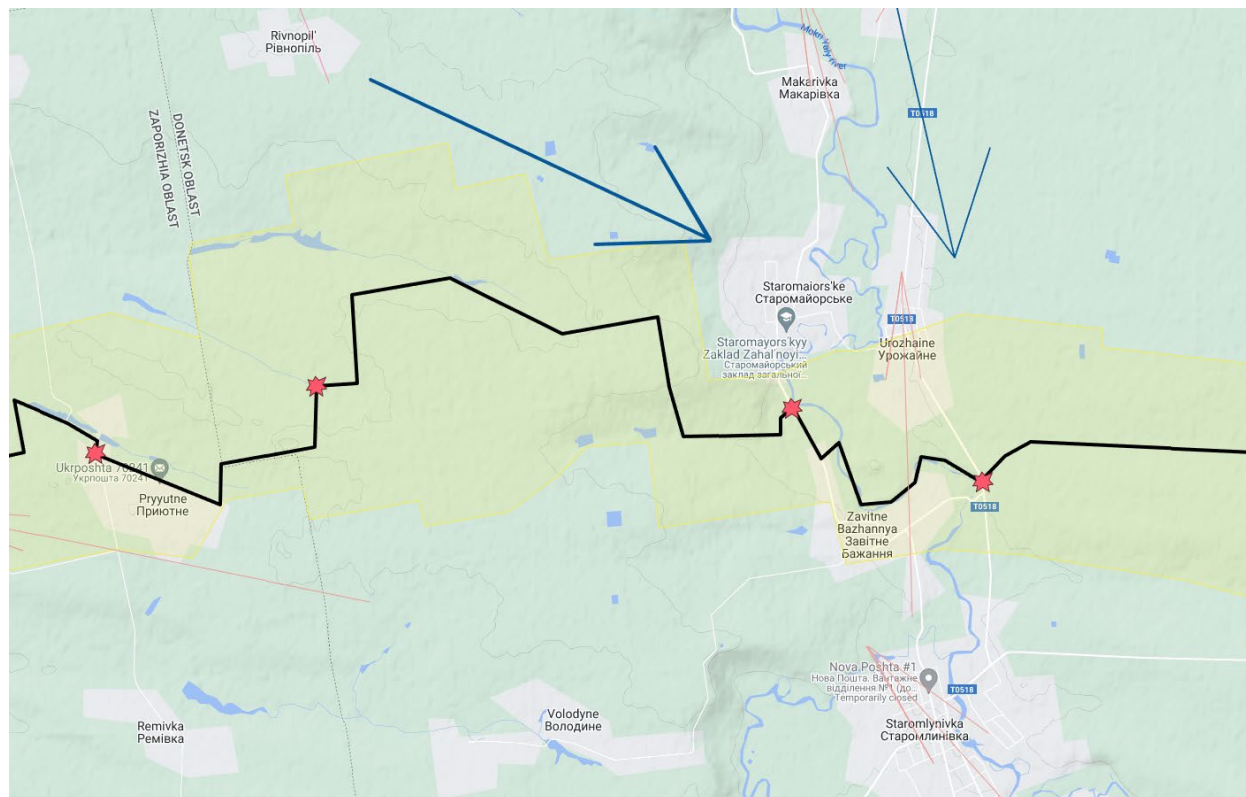 Rivnopil'
Рівнопіль
Mokri Yaly river
Makarivka
Макарівка
T0518
DONETSK OBLAST
ZAPORIZHIA OBLAST
Staromaiors'ke
Старомайорське
T0518
Staromayors'kyy
Zaklad Zahal'noyi...
Старомайорський
заклад загальної...
Urozhaine
Урожайне
Ukrposhta 70241
Укрпошта 70241
Pryyutne
Приютне
T0518
Zavitne
Bazhannya
Завітне
Бажання
Nova Poshta #1
Нова Пошта. Вантажне
відділення №1 (до...
Temporarily closed
T0518
Remivka
Ремівка
Volodyne
Володине
Staromlynivka
Старомлинівка